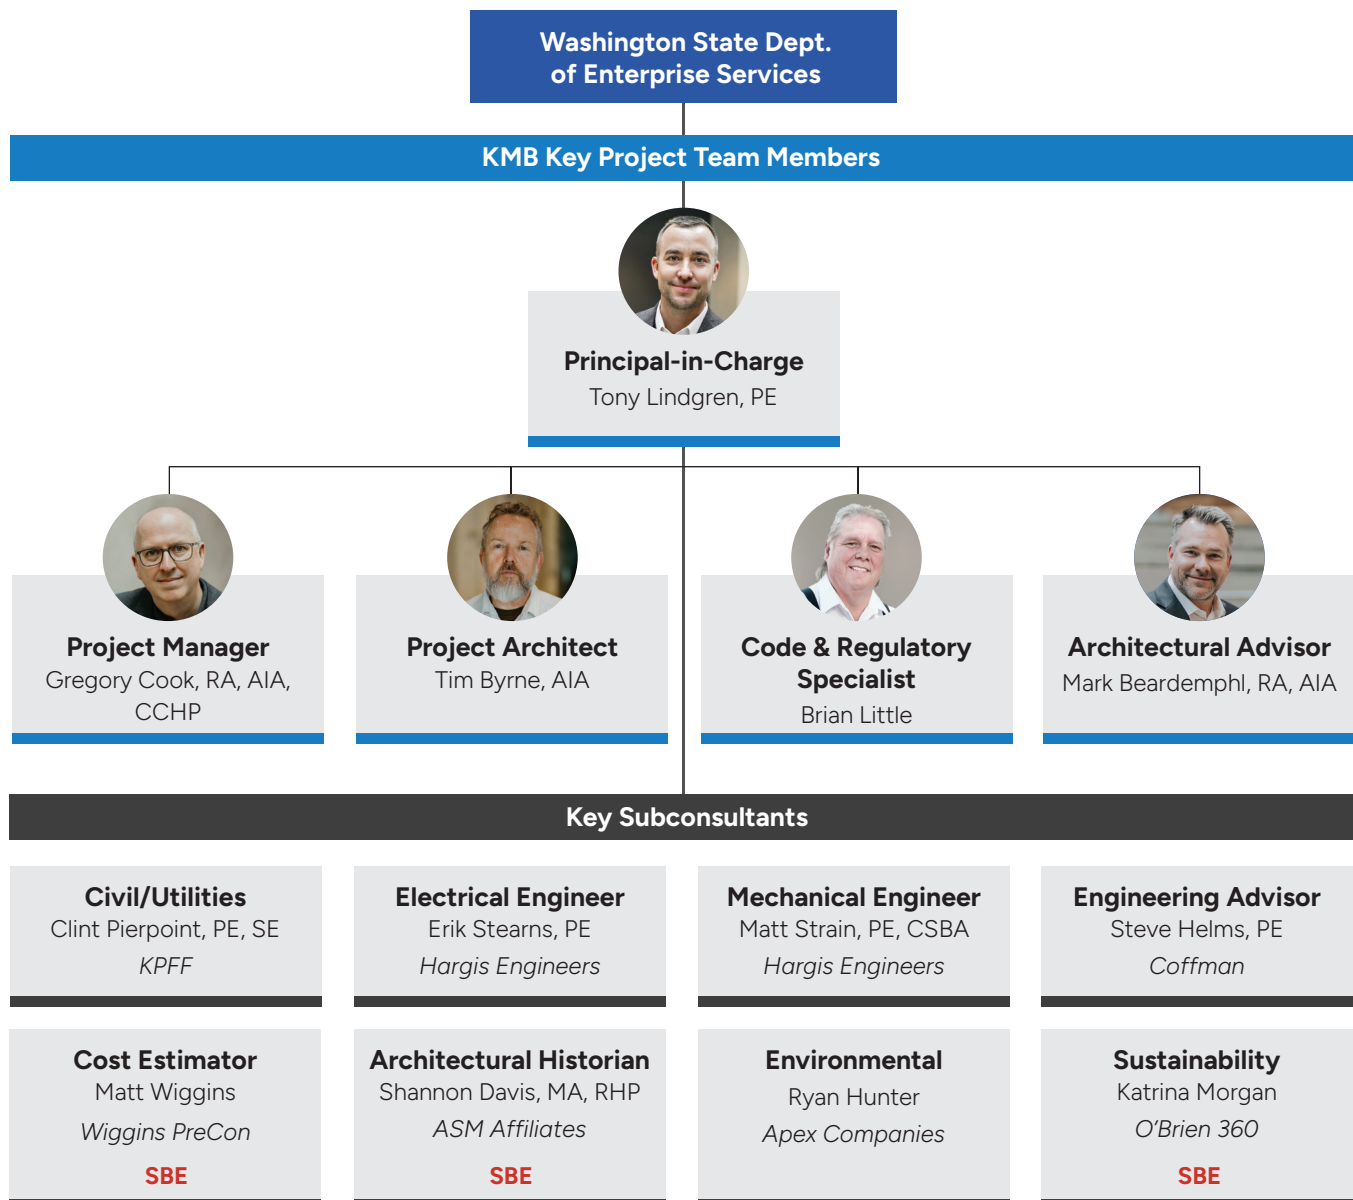 Washington State Dept.
of Enterprise Services
KMB Key Project Team Members
Principal-in-Charge
Tony Lindgren, PE
Project Manager
Gregory Cook, RA, AIA,
CCHP
Project Architect
Tim Byrne, AIA
Code & Regulatory
Specialist
Brian Little
Architectural Advisor
Mark Beardemphl, RA, AIA
Key Subconsultants
Civil/Utilities
Clint Pierpoint, PE, SE
KPFF
Electrical Engineer
Erik Stearns, PE
Hargis Engineers
Mechanical Engineer
Matt Strain, PE, CSBA
Hargis Engineers
Engineering Advisor
Steve Helms, PE
Coffman
Cost Estimator
Matt Wiggins
Wiggins PreCon
SBE
Architectural Historian
Shannon Davis, MA, RHP
ASM Affiliates
SBE
Environmental
Ryan Hunter
Apex Companies
Sustainability
Katrina Morgan
O’Brien 360
SBE